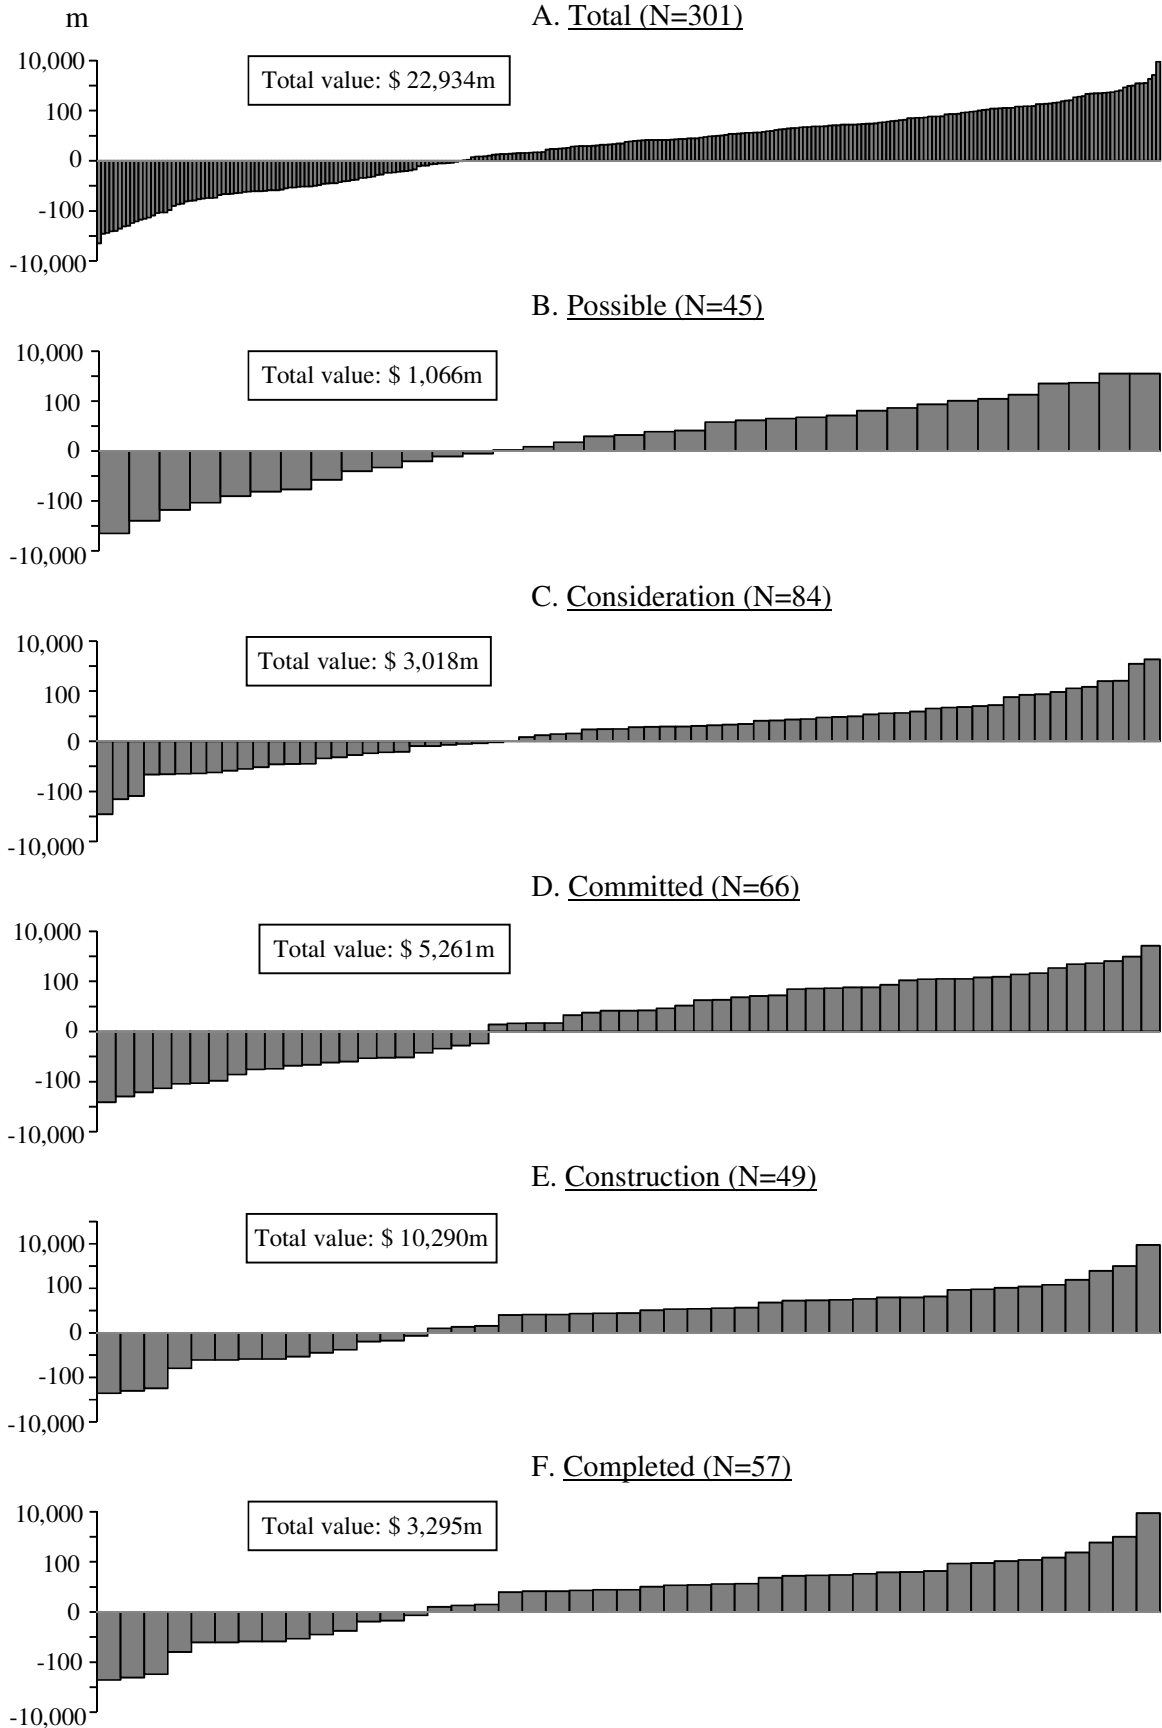 m
A. Total (N=301)
10,000
Total value: $ 22,934m
100
0
-100
-10,000
B. Possible (N=45)
10,000
Total value: $ 1,066m
100
0
-100
-10,000
C. Consideration (N=84)
10,000
Total value: $ 3,018m
100
0
-100
-10,000
D. Committed (N=66)
10,000
Total value: $ 5,261m
100
0
-100
-10,000
E. Construction (N=49)
10,000
Total value: $ 10,290m
100
0
-100
-10,000
F. Completed (N=57)
10,000
Total value: $ 3,295m
100
0
-100
-10,000